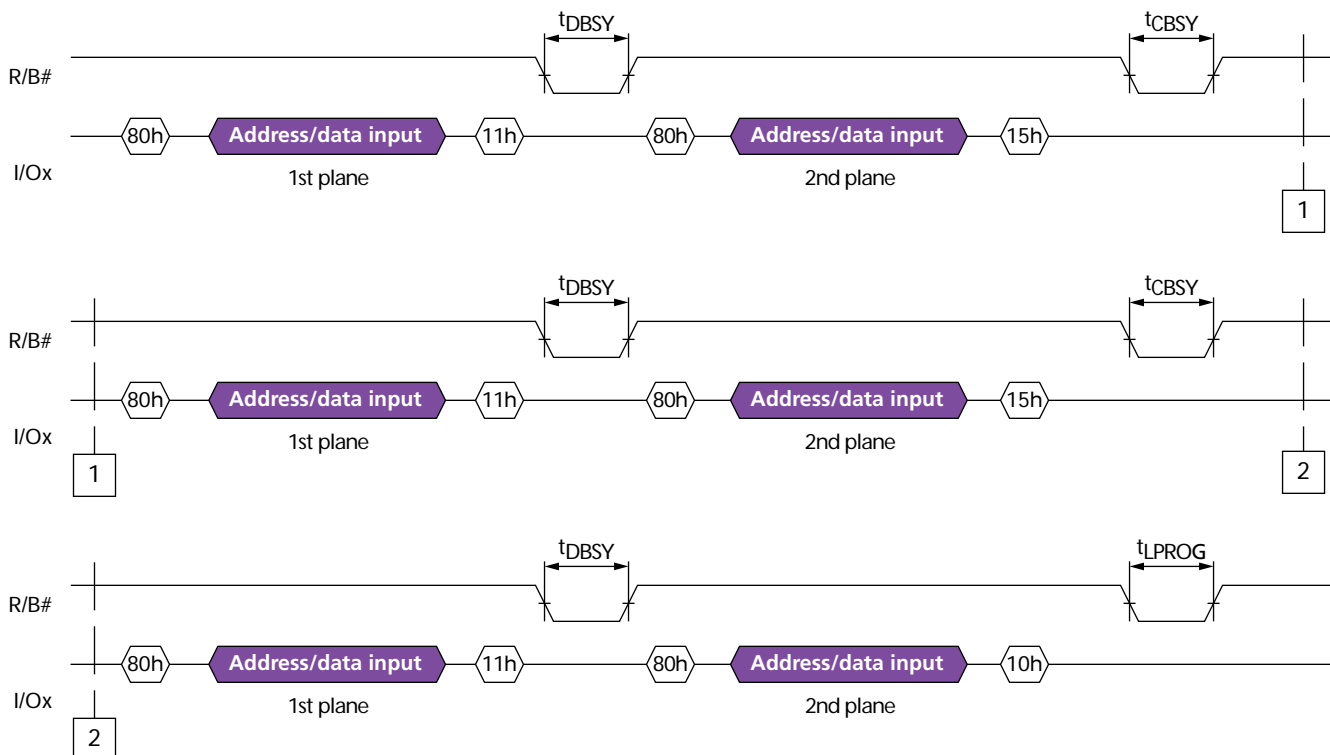 tDBSY tCBSY
R/B#
80h Address/data input 11h 80h Address/data input 15h
I/Ox
1st plane 2nd plane
1
tDBSY tCBSY
R/B#
80h Address/data input 11h 80h Address/data input 15h
I/Ox
1st plane 2nd plane
1 2
tDBSY tLPROG
R/B#
80h Address/data input 11h 80h Address/data input 10h
I/Ox
1st plane 2nd plane
2